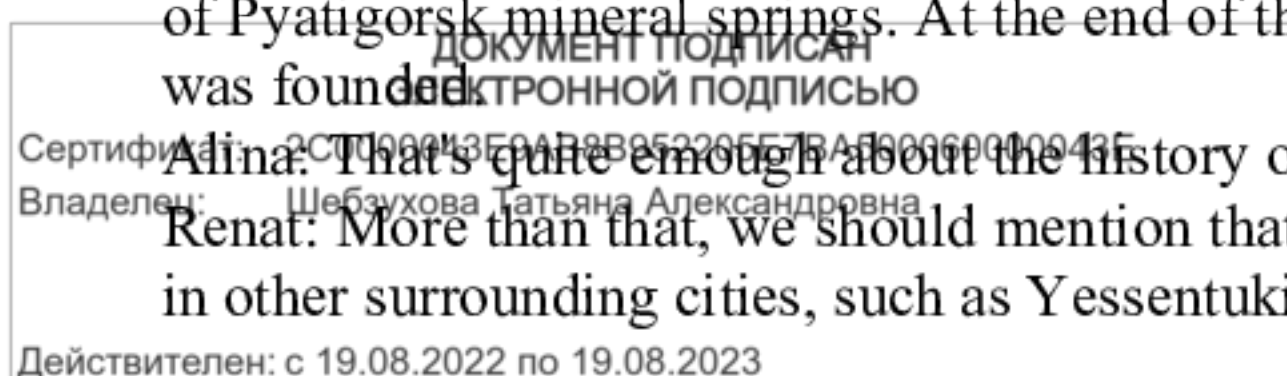 of Pyatigorsk mineral springs. At the end of th
ДОКУМЕНТ ПОДПИСАН
was founded.
ЭЛЕКТРОННОЙ ПОДПИСЬЮ
Сертификат:
Alina: That's quite enough about the history o
Владелец: Шебзухова Татьяна Александровна
Renat: More than that, we should mention that
in other surrounding cities, such as Yessentuki
Действителен: с 19.08.2022 по 19.08.2023